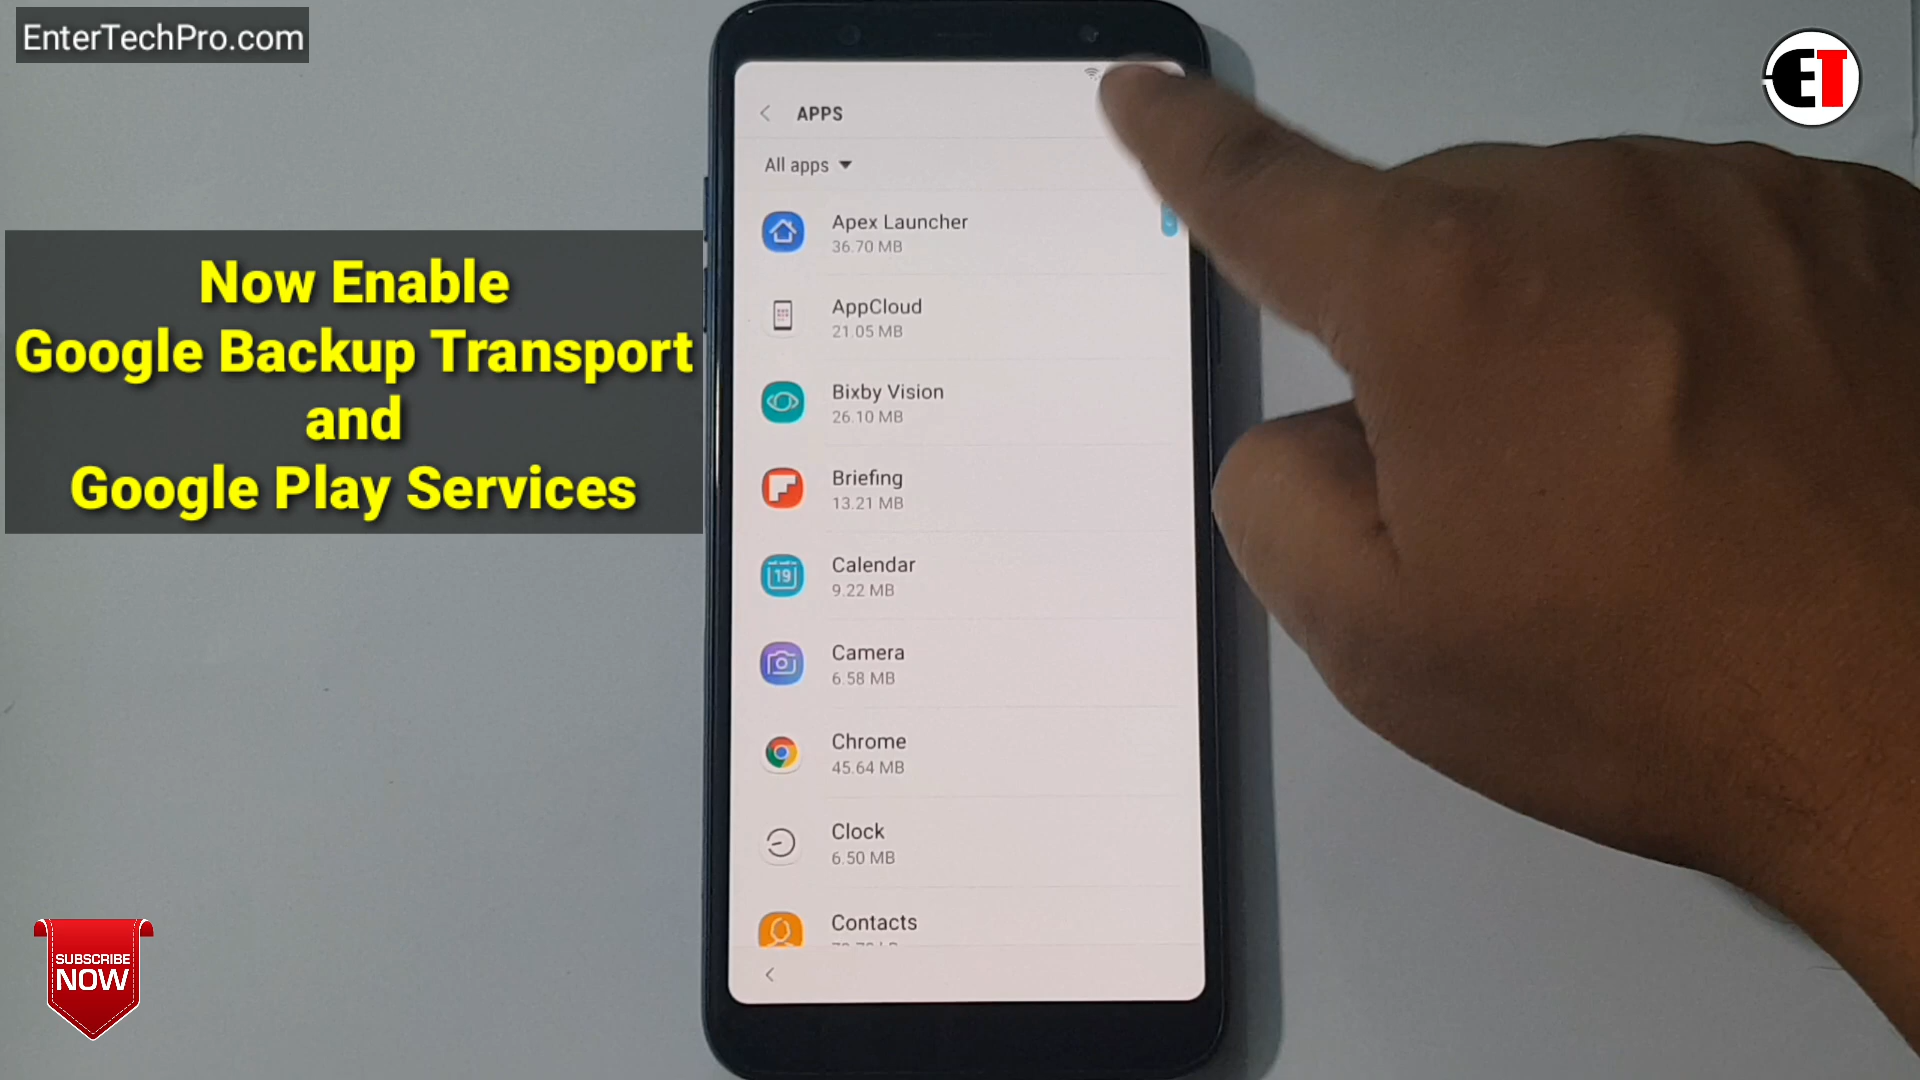 EnterTechPro.com
ET
Now Enable
Google Backup Transport
and
Google Play Services
APPS
All apps
Apex Launcher
36.70 MB
AppCloud
21.05 MB
Bixby Vision
26.10 MB
Briefing
13.21 MB
Calendar
19
9.22 MB
Camera
6.58 MB
Chrome
45.64 MB
Clock
6.50 MB
Contacts
SUBSCRIBE
NOW